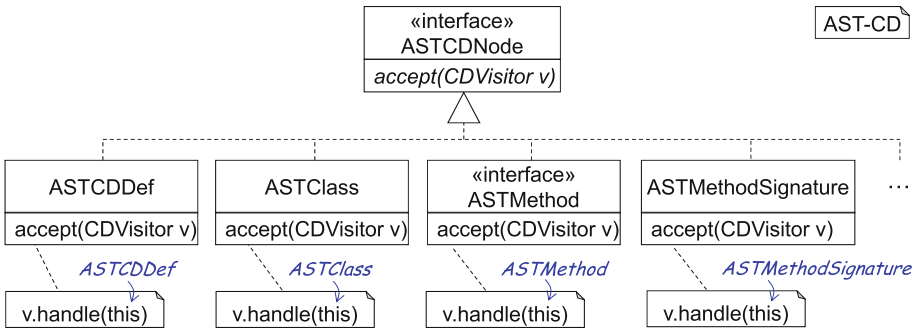 «interface»
ASTCDNode
accept(CDVisitor v)
AST-CD
ASTCDDef
accept(CDVisitor v)
ASTClass
accept(CDVisitor v)
«interface»
ASTMethod
accept(CDVisitor v)
ASTMethodSignature
accept(CDVisitor v)
...
ASTCDDef
v.handle(this)
ASTClass
v.handle(this)
ASTMethod
v.handle(this)
ASTMethodSignature
v.handle(this)